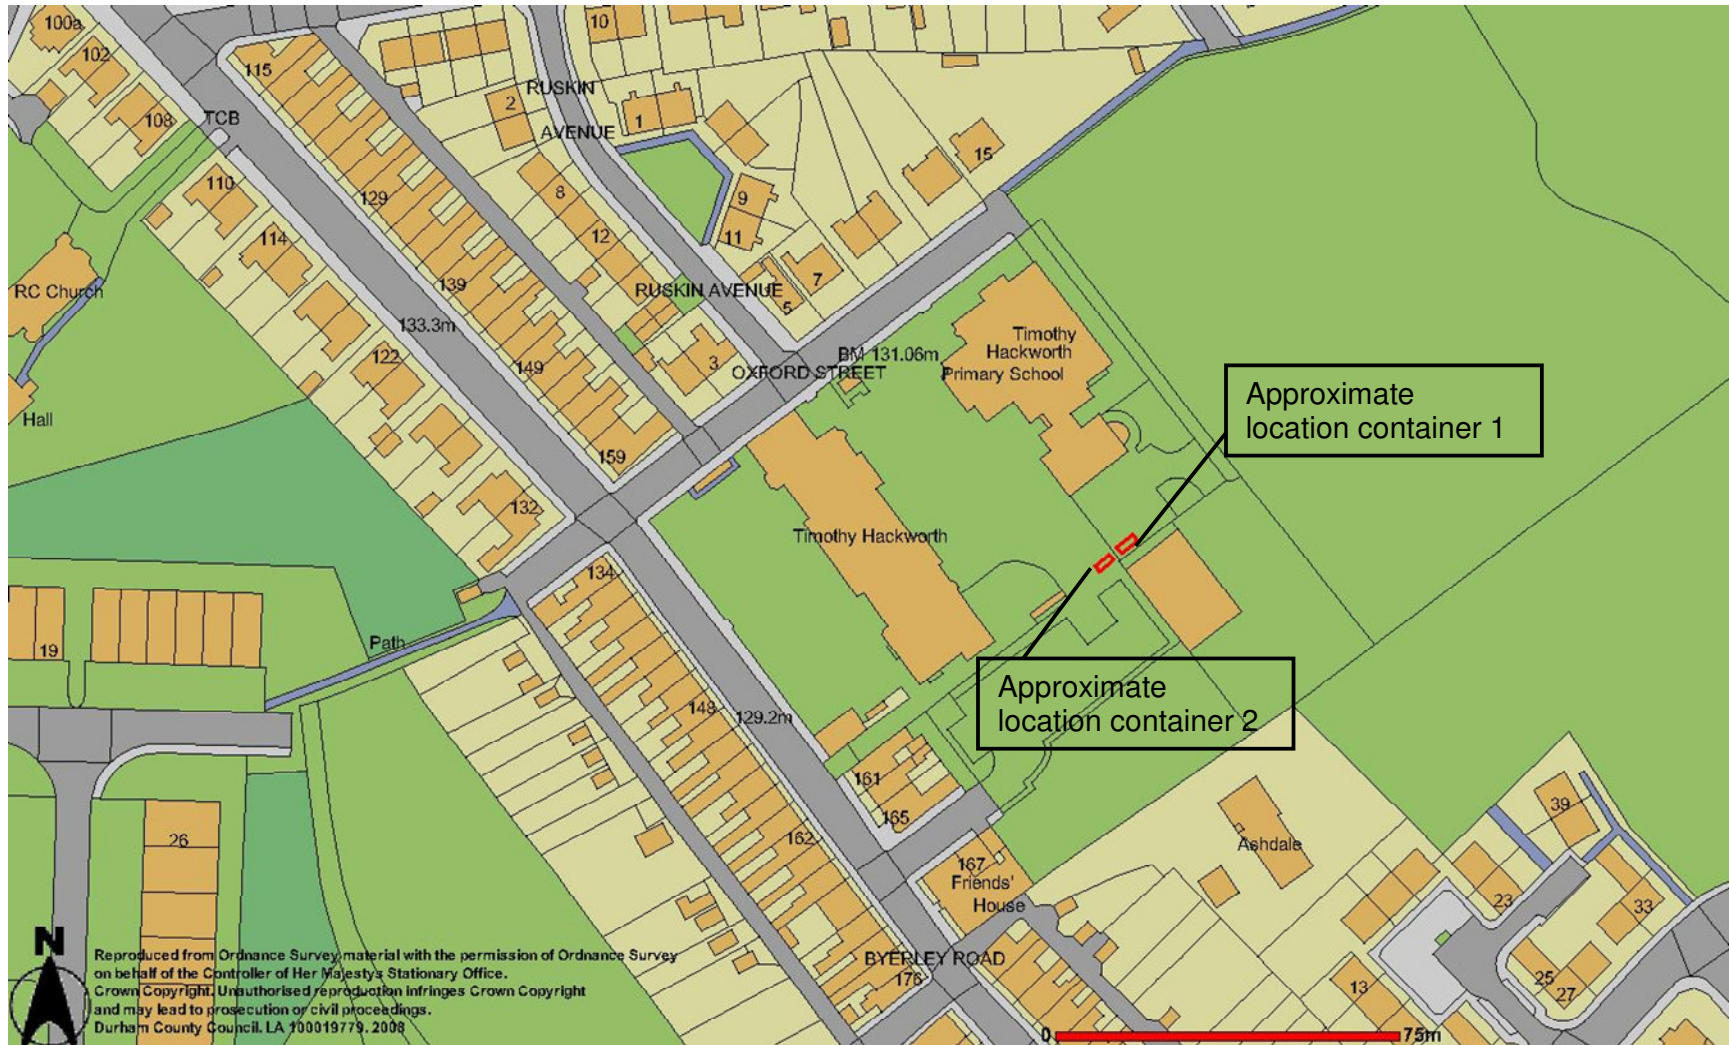 100a
102
108
TCB
115
10
RUSKIN
2
AVENUE
1
110
129
8
9
15
114
12
11
7
RC Church
139
RUSKIN AVENUE
5
133.3m
122
149
3
BM 131.06m
OXFORD STREET
Timothy
Hackworth
Primary School
Hall
Approximate
location container 1
159
132
Timothy Hackworth
134
19
Path
Approximate
location container 2
148
129.2m
161
165
162
26
167
Friends'
House
Ashdale
39
23
33
BYERLEY ROAD
176
13
25
27
N
Reproduced from Ordnance Survey material with the permission of Ordnance Survey
on behalf of the Controller of Her Majestys Stationary Office.
Crown Copyright. Unauthorised reproduction infringes Crown Copyright
and may lead to prosecution or civil proceedings.
Durham County Council. LA 100019779. 2008
0
75m